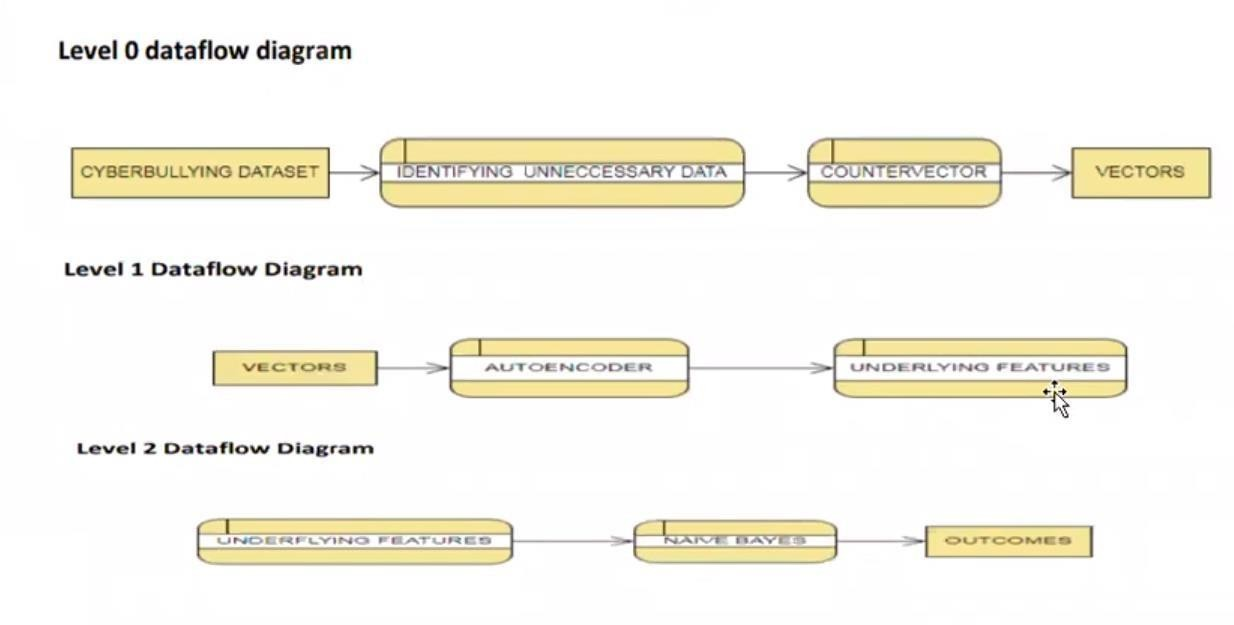 Level 0 dataflow diagram
CYBERBULLYING DATASET
IDENTIFYING UNNECCESSARY DATA
COUNTERVECTOR
VECTORS
Level 1 Dataflow Diagram
VECTORS
AUTOENCODER
UNDERLYING FEATURES
Level 2 Dataflow Diagram
UNDERFLYING FEATURES
NAIVE BAYES
OUTCOMES